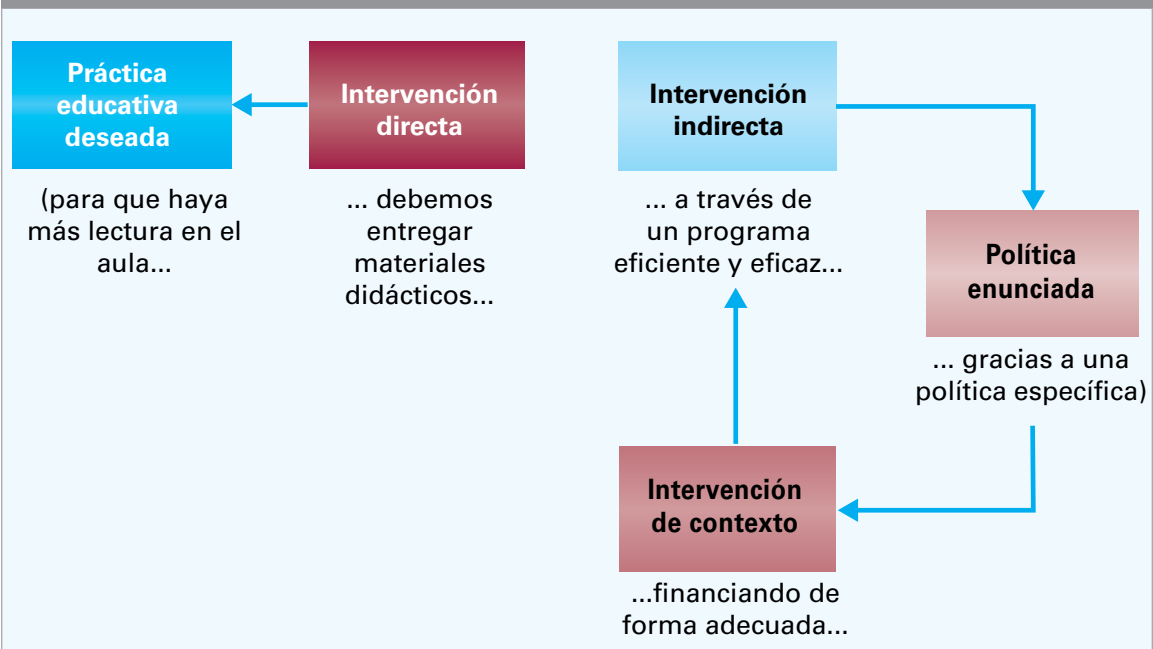 Práctica
educativa
deseada
(para que haya
más lectura en el
aula...
Intervención
directa
... debemos
entregar
materiales
didácticos...
Intervención
indirecta
... a través de
un programa
eficiente y eficaz...
Política
enunciada
... gracias a una
política específica)
Intervención
de contexto
...financiando de
forma adecuada...